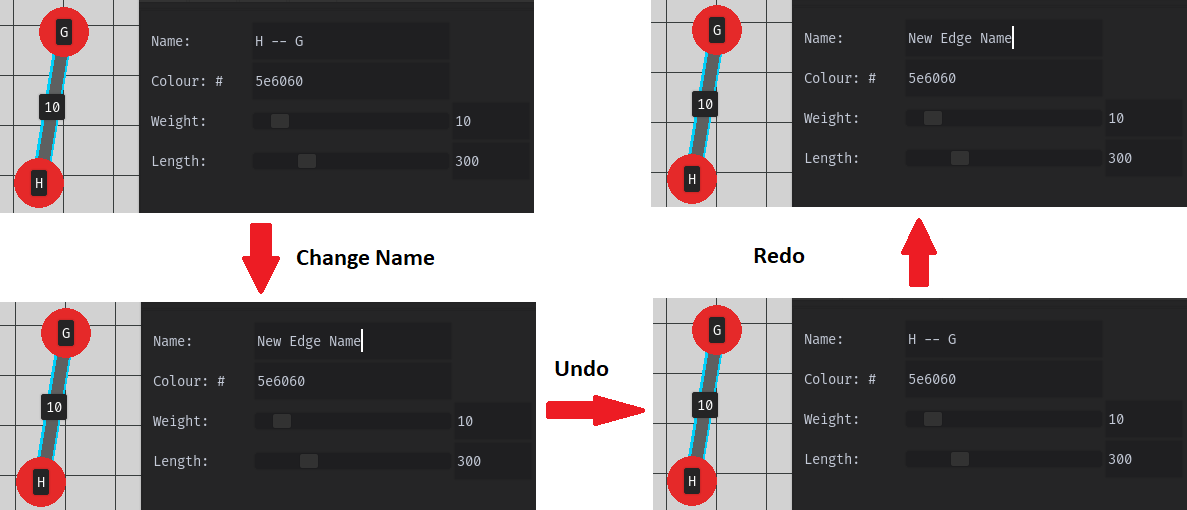 G
10
H
Name: H -- G
Colour: # 5e6060
Weight: 10
Length: 300
Change Name
G
10
H
Name: New Edge Name
Colour: # 5e6060
Weight: 10
Length: 300
Undo
G
10
H
Name: H -- G
Colour: # 5e6060
Weight: 10
Length: 300
Redo
G
10
H
Name: New Edge Name
Colour: # 5e6060
Weight: 10
Length: 300